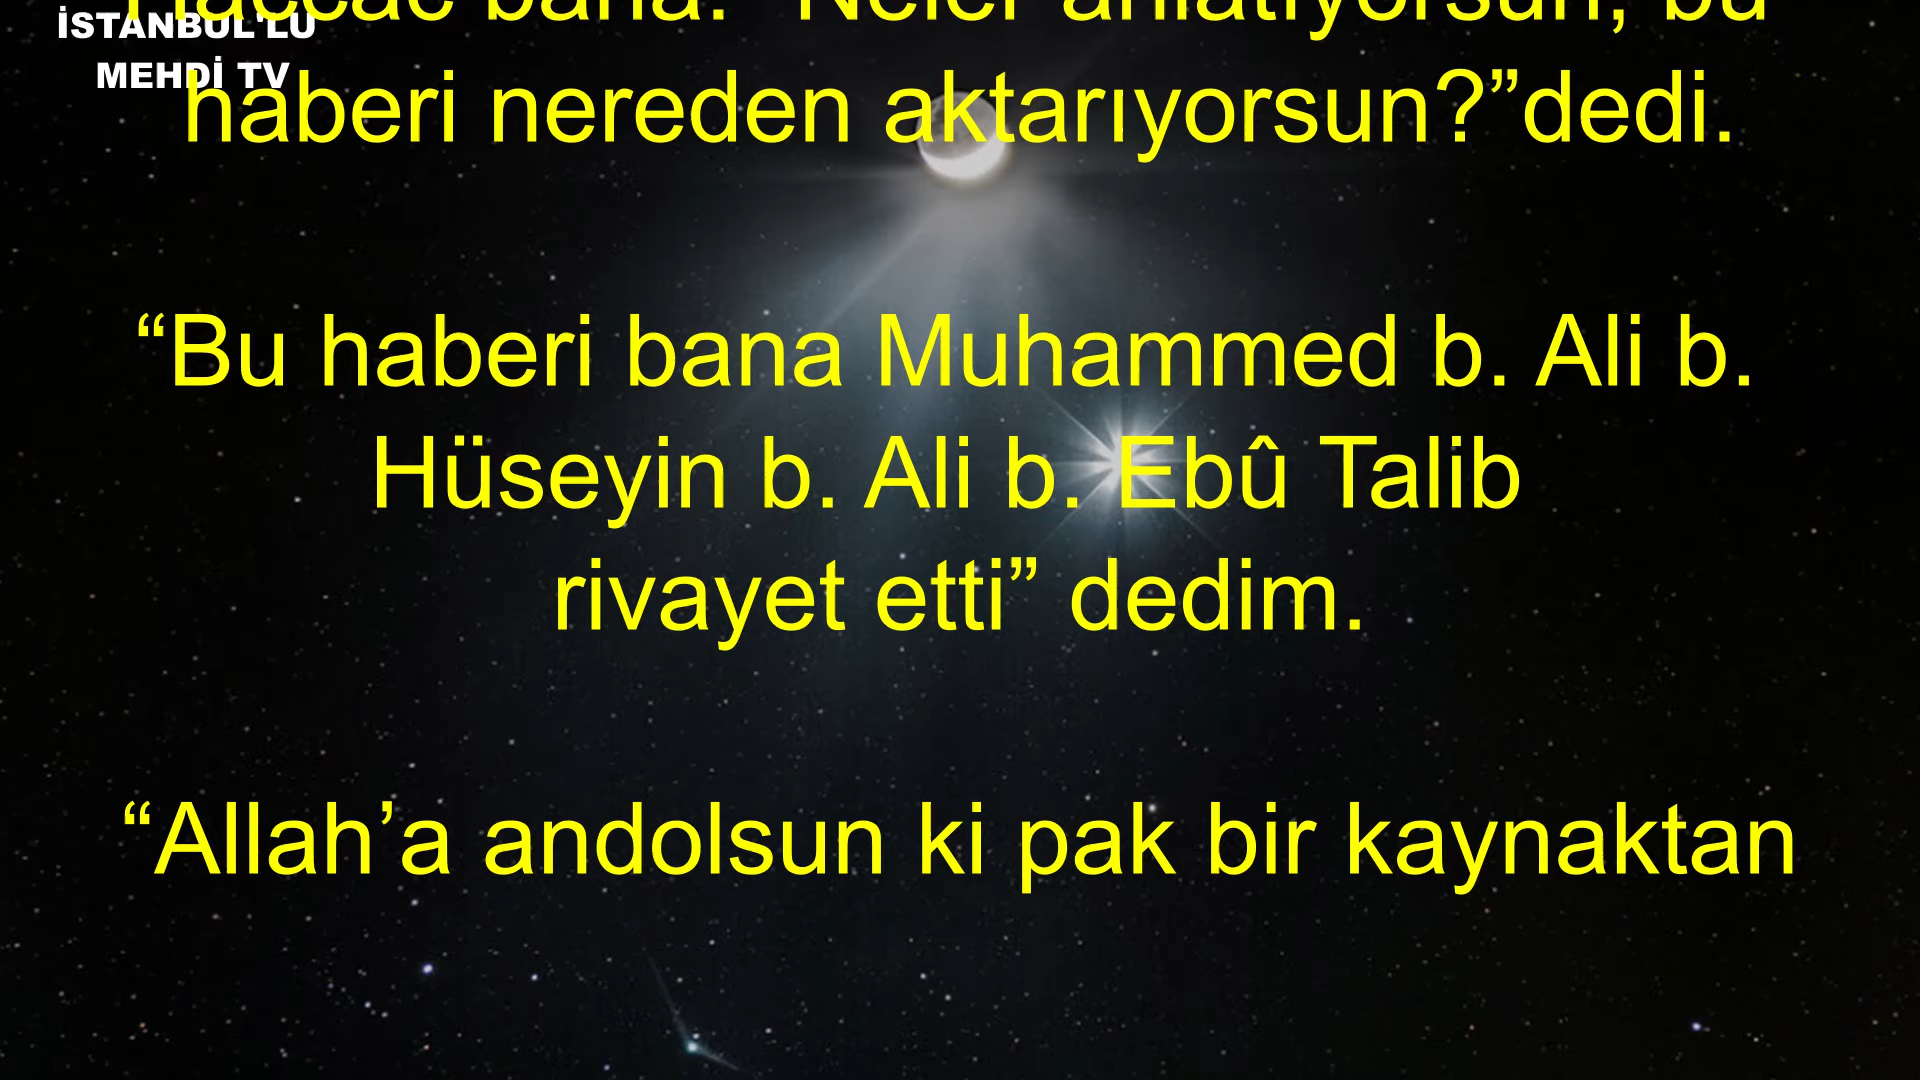 İSTANBUL'LU
MEHDİ TV
Haccac bana: “Neler anlatıyorsun, bu
haberi nereden aktarıyorsun?”dedi.
“Bu haberi bana Muhammed b. Ali b.
Hüseyin b. Ali b. Ebû Talib
rivayet etti” dedim.
“Allah’a andolsun ki pak bir kaynaktan